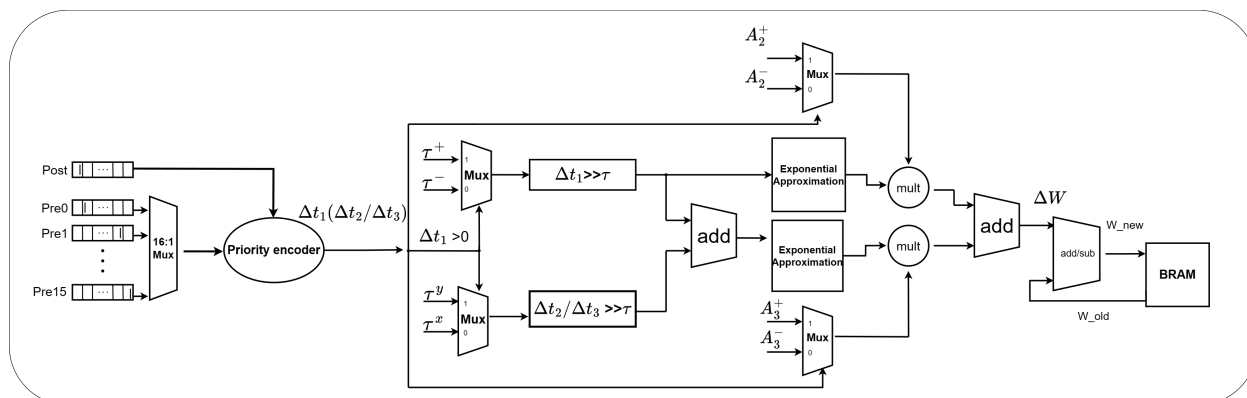 Post
...
Pre0
...
Pre1
...
Pre15
...
16:1
Mux
Priority encoder
Δt₁(Δt₂/Δt₃)
Δt₁ >0
τ⁺
τ⁻
1
Mux
0
Δt₁>>τ
τʸ
τˣ
1
Mux
0
Δt₂/Δt₃ >>τ
add
A₂⁺
A₂⁻
1
Mux
0
Exponential
Approximation
mult
Exponential
Approximation
mult
A₃⁺
A₃⁻
1
Mux
0
add
ΔW
add/sub
W_new
BRAM
W_old